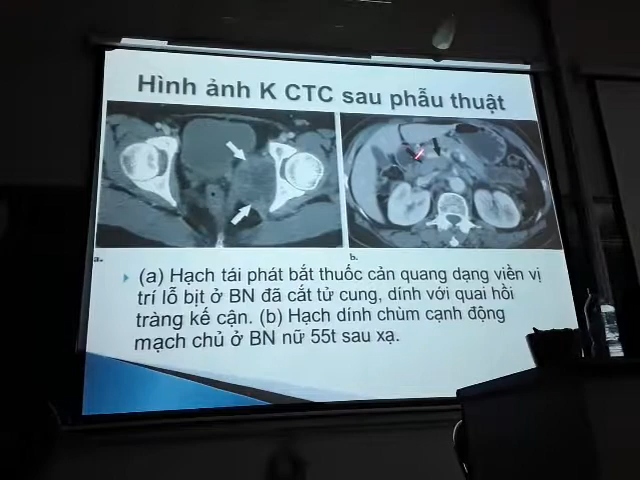 Hình ảnh K CTC sau phẫu thuật
a. b.
(a) Hạch tái phát bắt thuốc cản quang dạng viền vị
trí lỗ bịt ở BN đã cắt tử cung, dính với quai hồi
tràng kế cận. (b) Hạch dính chùm cạnh động
mạch chủ ở BN nữ 55t sau xạ.